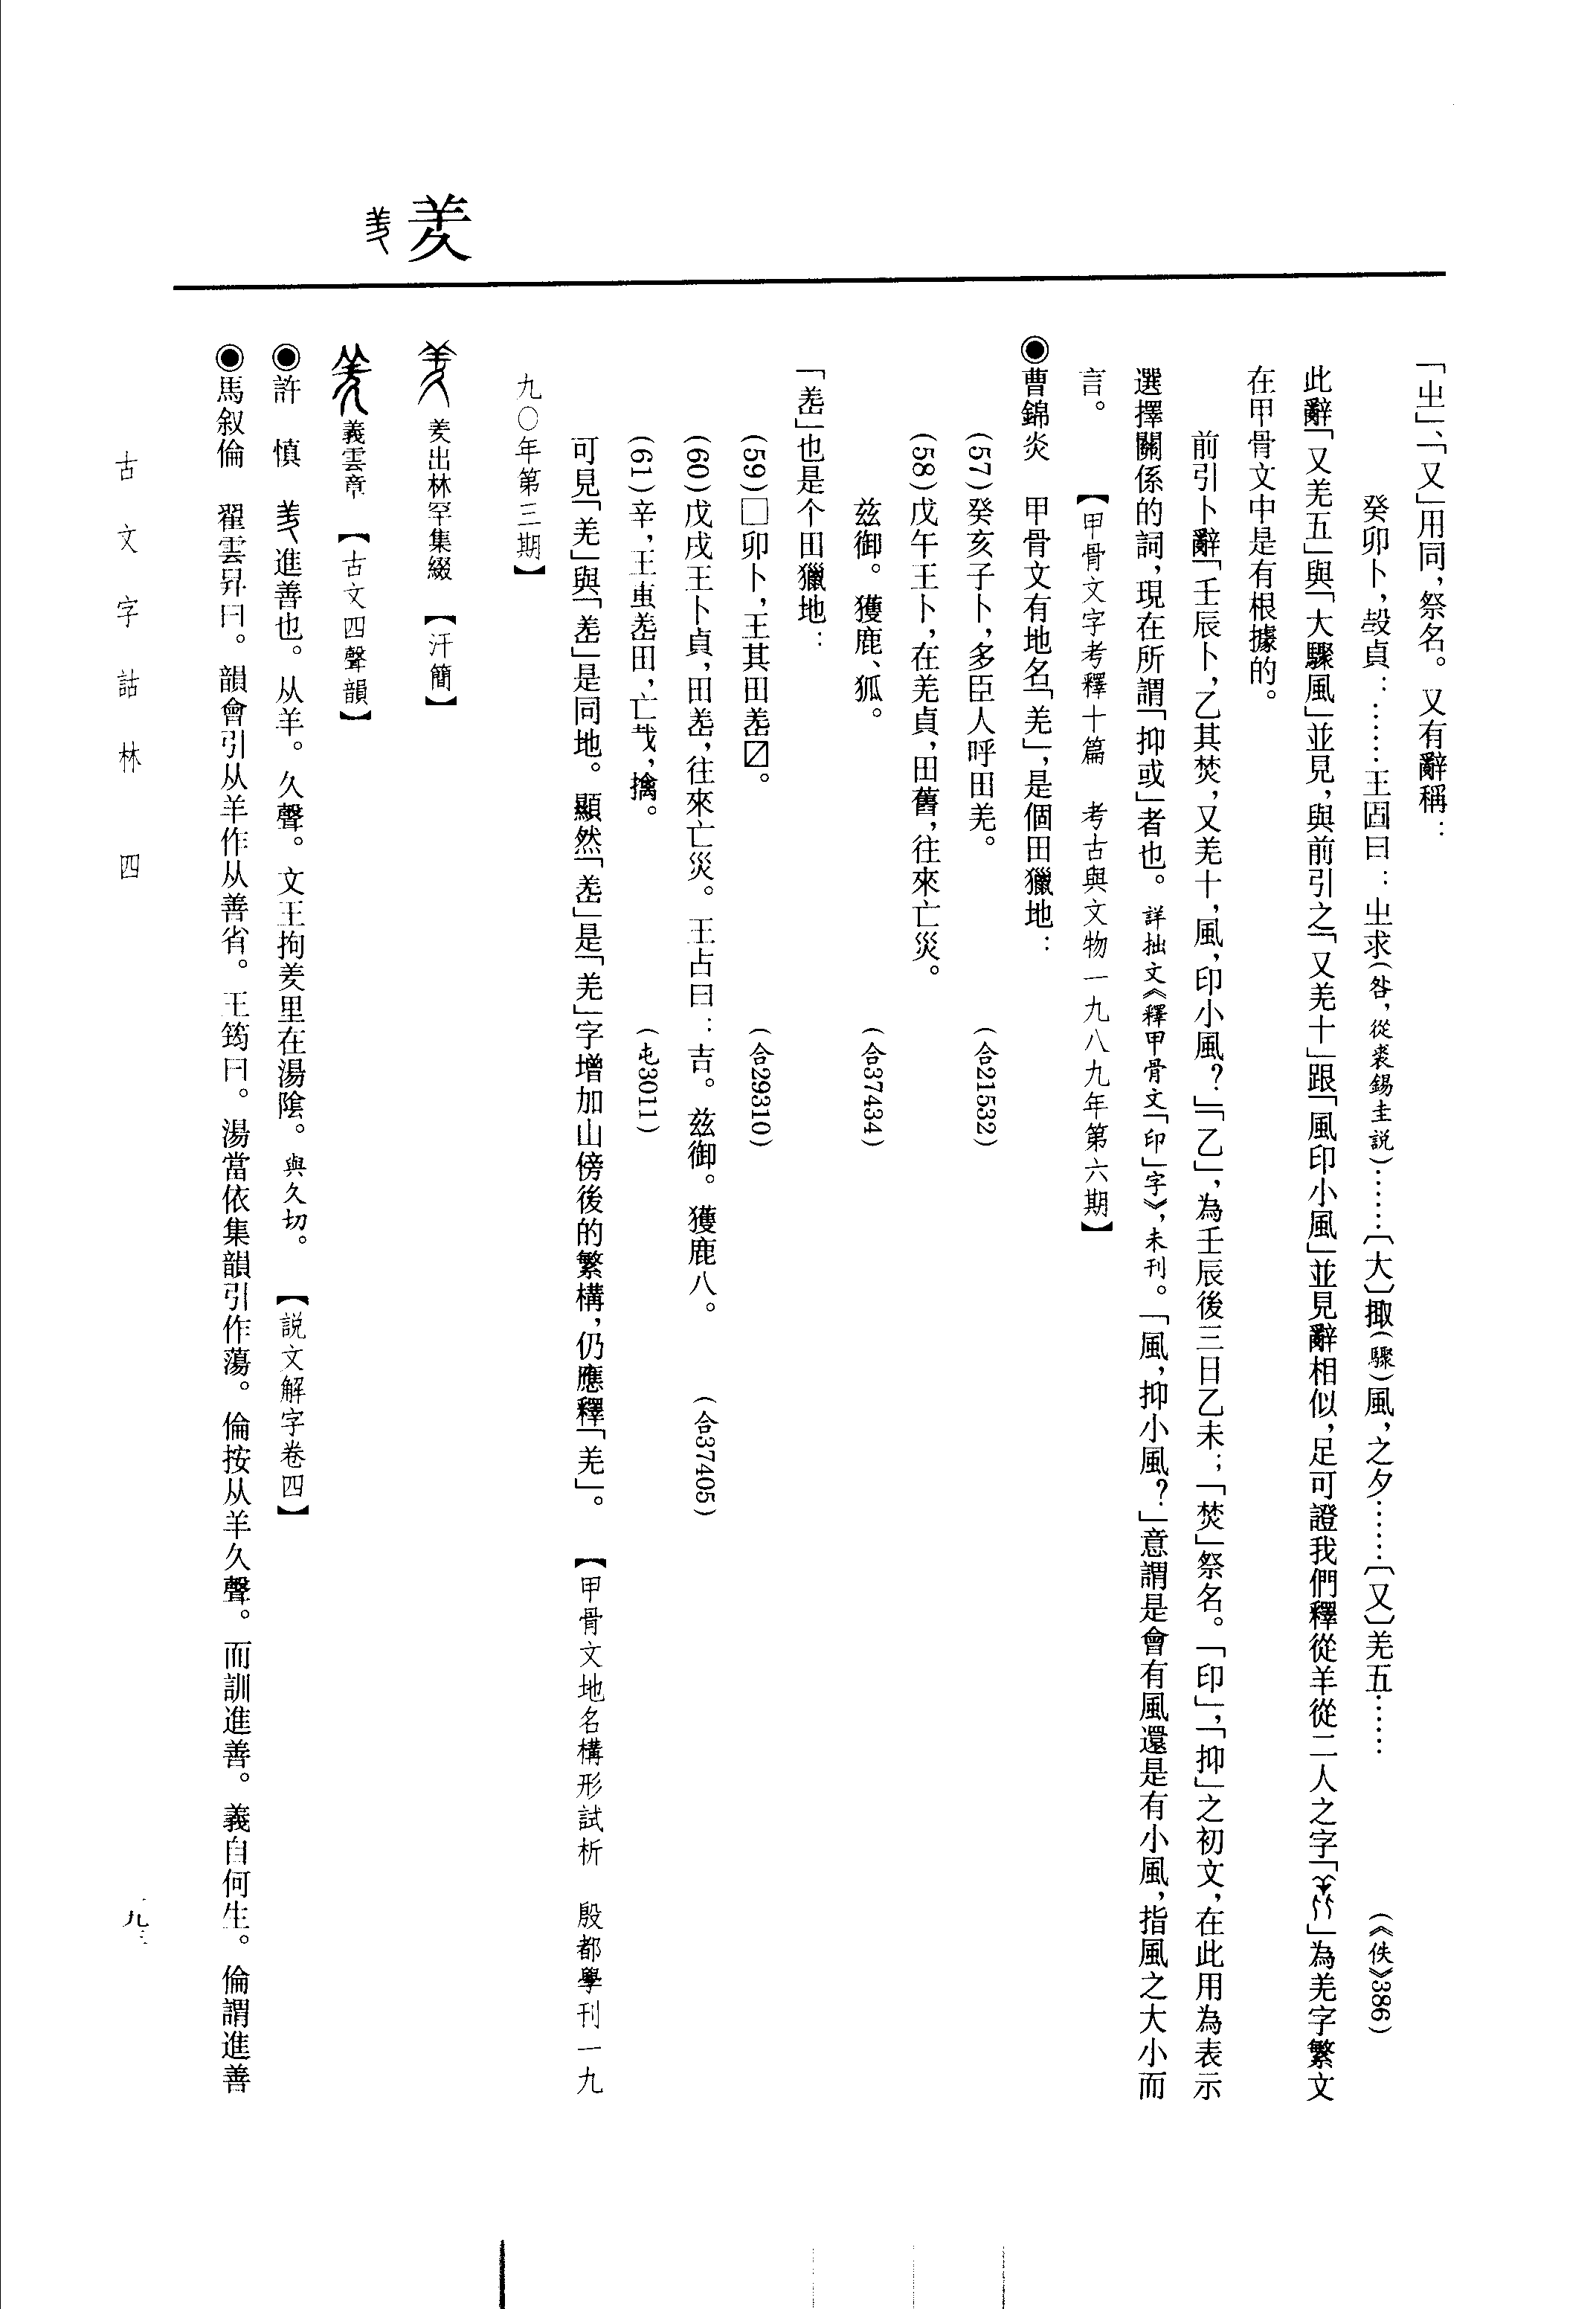 羑
「㞢」、「又」用同，祭名。又有辭稱：
癸卯卜，㱿貞：……王固曰：㞢求（咎，從裘錫圭説）……〔大〕掫（驟）風，之夕……〔又〕羌五……（《佚》386）
此辭「又羌五」與「大驟風」並見，與前引之「又羌十」跟「風印小風」並見辭相似，足可證我們釋從羊從二人之字「」為羌字繁文
在甲骨文中是有根據的。
前引卜辭「壬辰卜，乙其焚，又羌十，風，印小風？」「乙」，為壬辰後三日乙未；「焚」祭名。「印」，「抑」之初文，在此用為表示
選擇關係的詞，現在所謂「抑或」者也。詳拙文《釋甲骨文「印」字》，未刊。「風，抑小風？」意謂是會有風還是有小風，指風之大小而
言。【甲骨文字考釋十篇　考古與文物一九八九年第六期】
◉曹錦炎　甲骨文有地名「羌」，是個田獵地：
（57）癸亥子卜，多臣人呼田羌。（合21532）
（58）戊午王卜，在羌貞，田舊，往來亡災。
兹御。獲鹿、狐。（合37434）
「䍽」也是个田獵地：
（59）□卯卜，王其田䍽☒。（合29310）
（60）戊戌王卜貞，田䍽，往來亡災。王占曰：吉。兹御。獲鹿八。（合37405）
（61）辛，王叀䍽田，亡𢦔，擒。（屯3011）
可見「羌」與「䍽」是同地。顯然「䍽」是「羌」字增加山傍後的繁構，仍應釋「羌」。【甲骨文地名構形試析　殷都學刊一九
九〇年第三期】
羑出林罕集綴　【汗簡】
義雲章　【古文四聲韻】
◉許　慎　羑進善也。从羊。久聲。文王拘羑里在湯陰。與久切。【説文解字卷四】
◉馬叙倫　翟雲昇曰。韻會引从羊作从善省。王筠曰。湯當依集韻引作蕩。倫按从羊久聲。而訓進善。義自何生。倫謂進善
古文字詁林　四